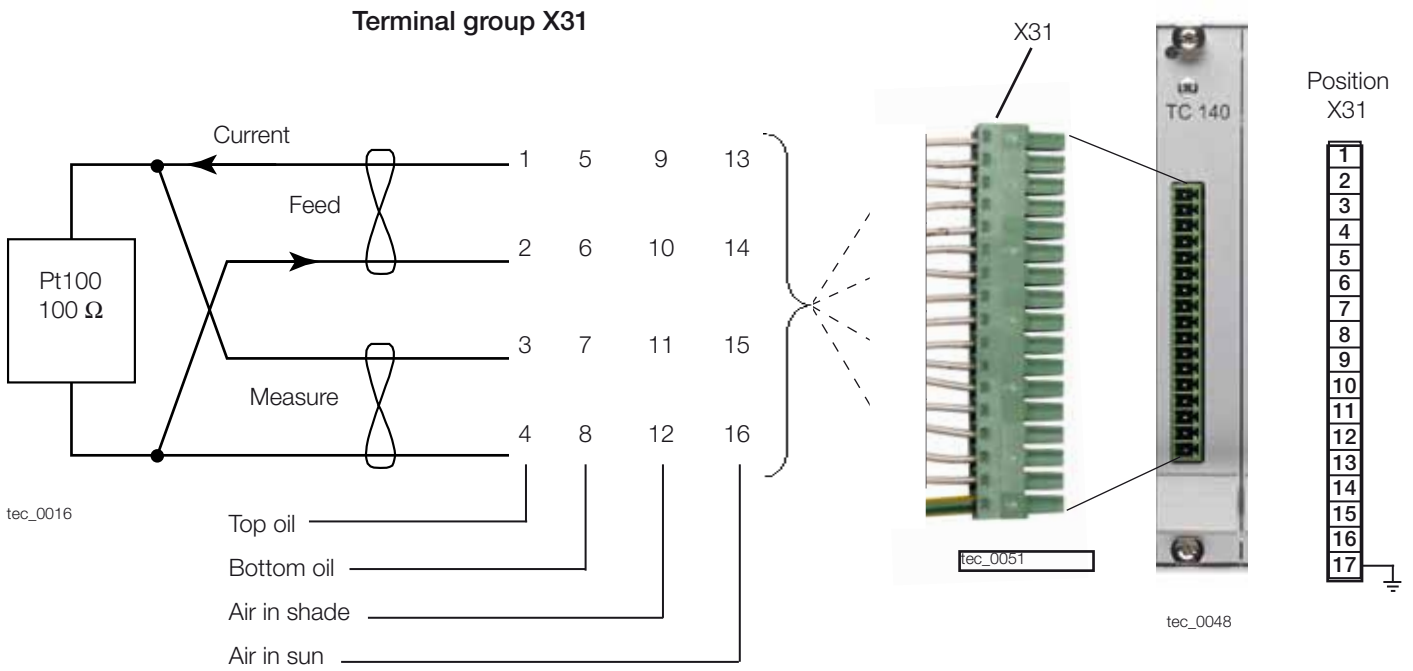 Terminal group X31
X31
TC 140
Position
X31
Current
Feed
Pt100
100 Ω
Measure
1 5 9 13
2 6 10 14
3 7 11 15
4 8 12 16
Top oil
Bottom oil
Air in shade
Air in sun
tec_0016
tec_0051
tec_0048
1
2
3
4
5
6
7
8
9
10
11
12
13
14
15
16
17